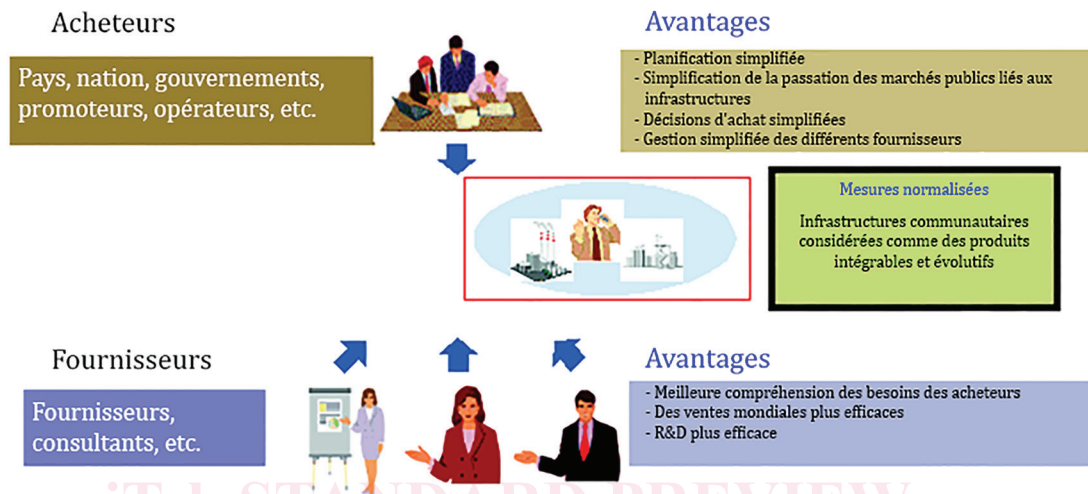 Acheteurs
Pays, nation, gouvernements,
promoteurs, opérateurs, etc.
Avantages
- Planification simplifiée
- Simplification de la passation des marchés publics liés aux
infrastructures
- Décisions d'achat simplifiées
- Gestion simplifiée des différents fournisseurs
Mesures normalisées
Infrastructures communautaires
considérées comme des produits
intégrables et évolutifs
Fournisseurs
Fournisseurs,
consultants, etc.
Avantages
- Meilleure compréhension des besoins des acheteurs
- Des ventes mondiales plus efficaces
- R&D plus efficace
STANDARD PREVIEW